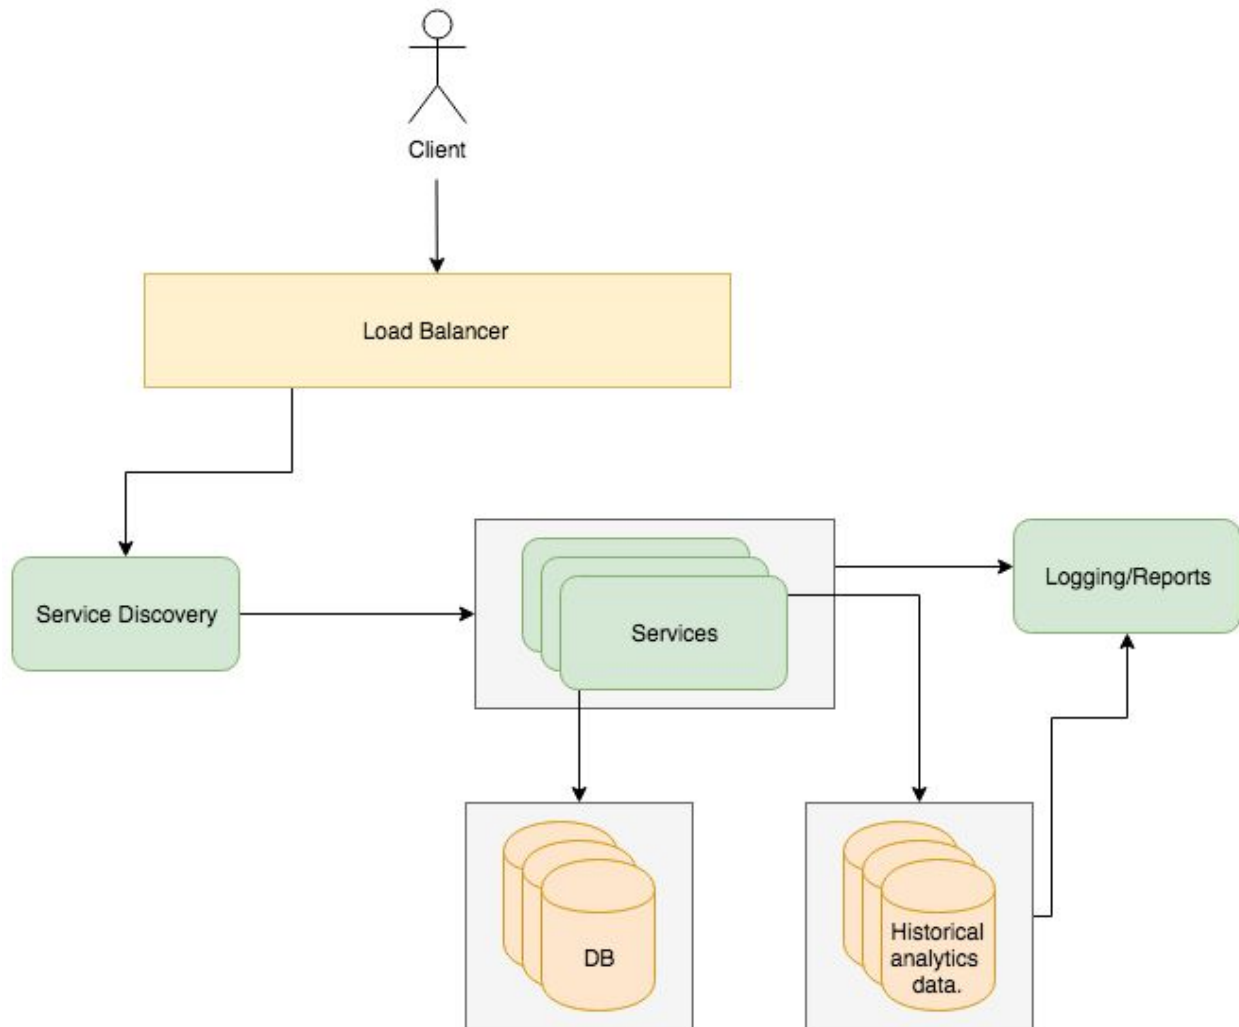 Client
Load Balancer
Service Discovery
Services
Logging/Reports
DB
Historical
analytics
data.